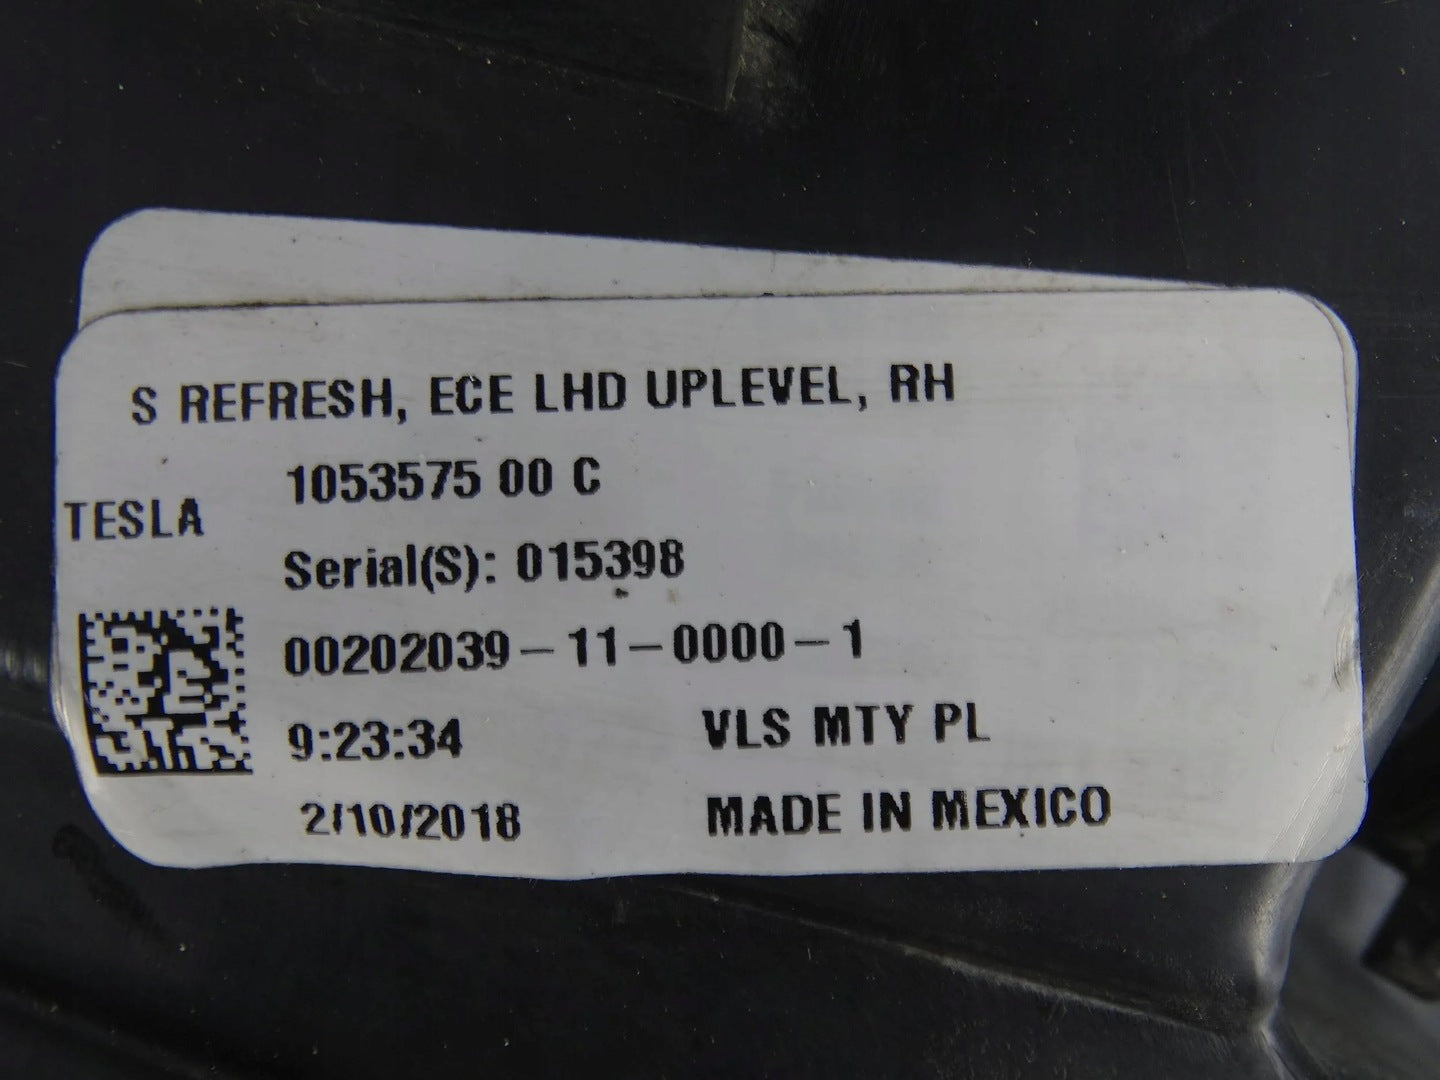 S REFRESH, ECE LHD UPLEVEL, RH
1053575 00 C
TESLA
Serial(S): 015398
00202039-11-0000-1
9:23:34 VLS MTY PL
2/10/2018 MADE IN MEXICO